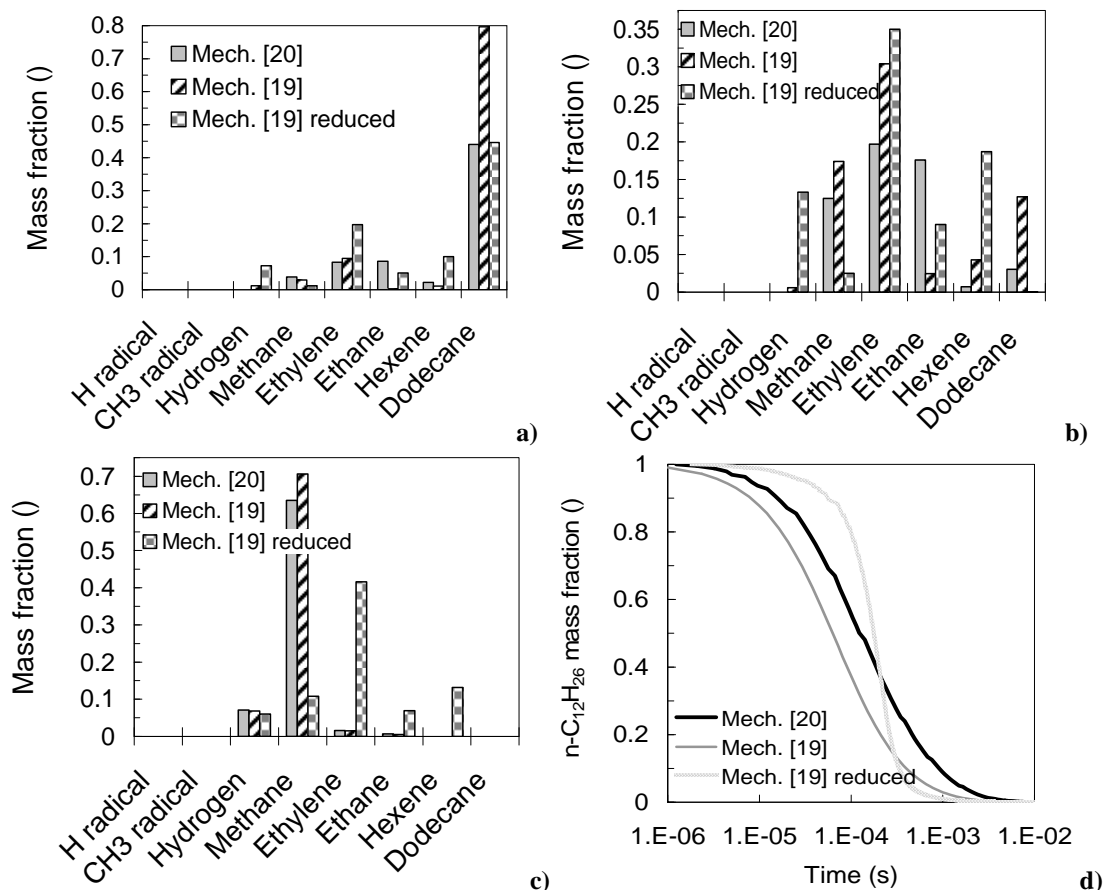 Mass fraction ()
0.8
0.7
0.6
0.5
0.4
0.3
0.2
0.1
0
Mech. [20]
Mech. [19]
Mech. [19] reduced
H radical
CH3 radical
Hydrogen
Methane
Ethylene
Ethane
Hexene
Dodecane
a)
Mass fraction ()
0.35
0.3
0.25
0.2
0.15
0.1
0.05
0
Mech. [20]
Mech. [19]
Mech. [19] reduced
H radical
CH3 radical
Hydrogen
Methane
Ethylene
Ethane
Hexene
Dodecane
b)
Mass fraction ()
0.7
0.6
0.5
0.4
0.3
0.2
0.1
0
Mech. [20]
Mech. [19]
Mech. [19] reduced
H radical
CH3 radical
Hydrogen
Methane
Ethylene
Ethane
Hexene
Dodecane
c)
n-C₁₂H₂₆ mass fraction ()
1
0.8
0.6
0.4
0.2
0
Mech. [20]
Mech. [19]
Mech. [19] reduced
1.E-06 1.E-05 1.E-04 1.E-03 1.E-02
Time (s)
d)